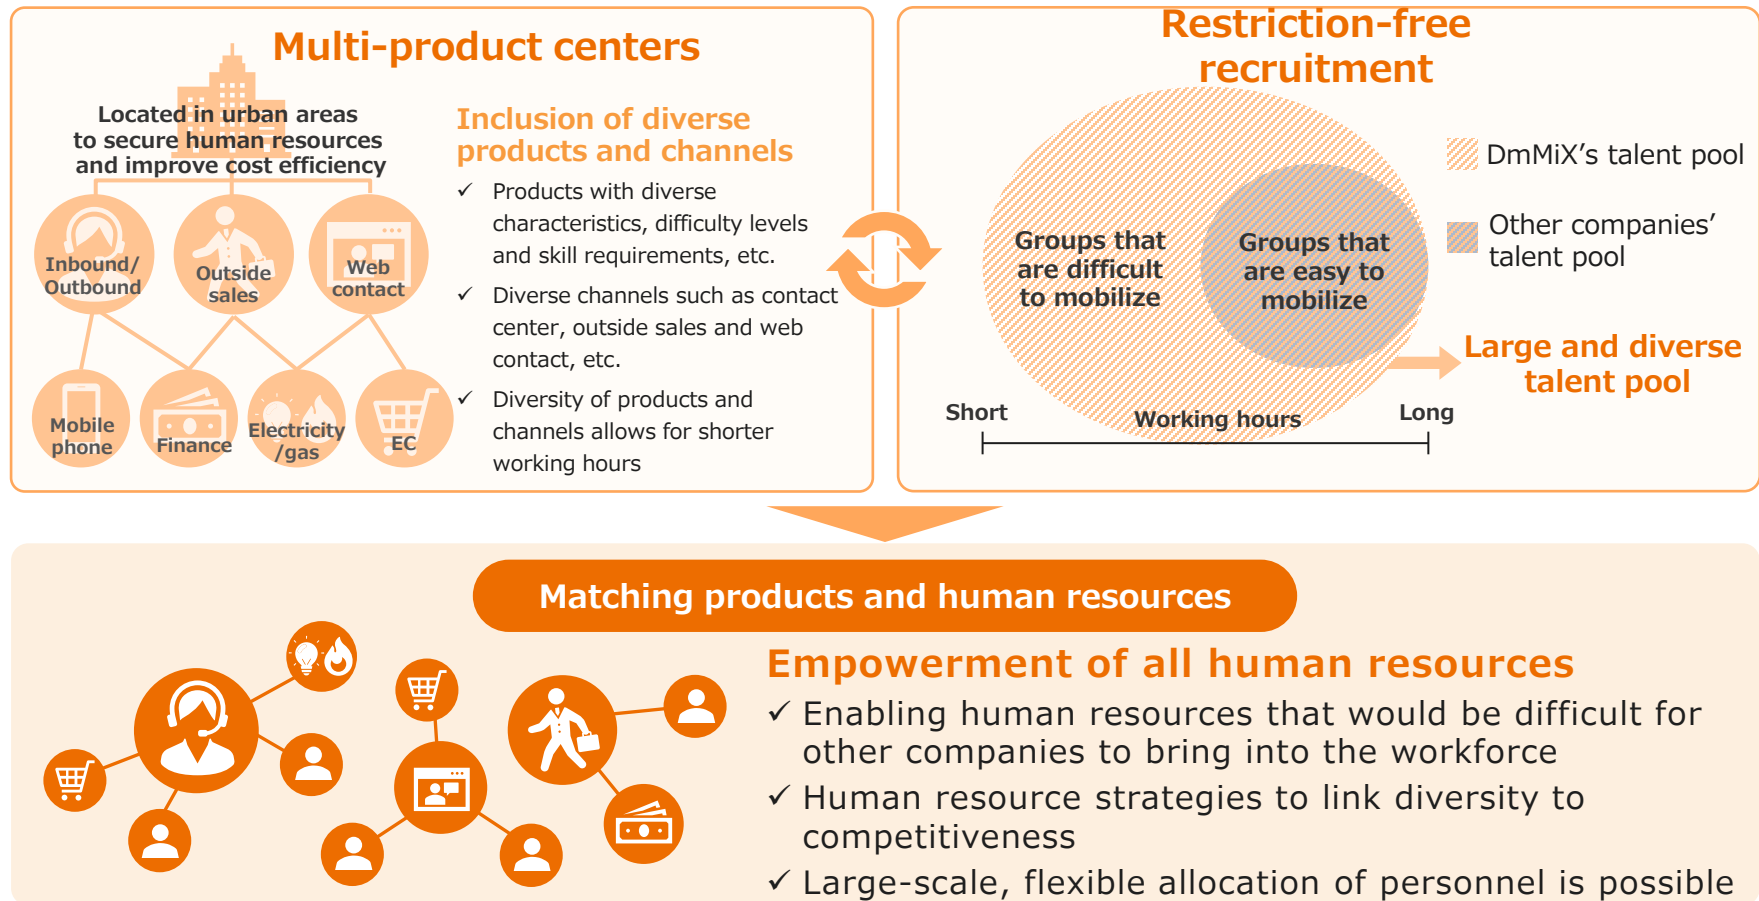 Multi-product centers
Located in urban areas
to secure human resources
and improve cost efficiency
Inbound/
Outbound
Outside
sales
Web
contact
Mobile
phone
Finance
Electricity
/gas
EC
Inclusion of diverse
products and channels
✓ Products with diverse
characteristics, difficulty levels
and skill requirements, etc.
✓ Diverse channels such as contact
center, outside sales and web
contact, etc.
✓ Diversity of products and
channels allows for shorter
working hours
Restriction-free
recruitment
Groups that
are difficult
to mobilize
Groups that
are easy to
mobilize
DmMiX’s talent pool
Other companies’
talent pool
Large and diverse
talent pool
Short
Working hours
Long
Matching products and human resources
Empowerment of all human resources
✓ Enabling human resources that would be difficult for
other companies to bring into the workforce
✓ Human resource strategies to link diversity to
competitiveness
✓ Large-scale, flexible allocation of personnel is possible